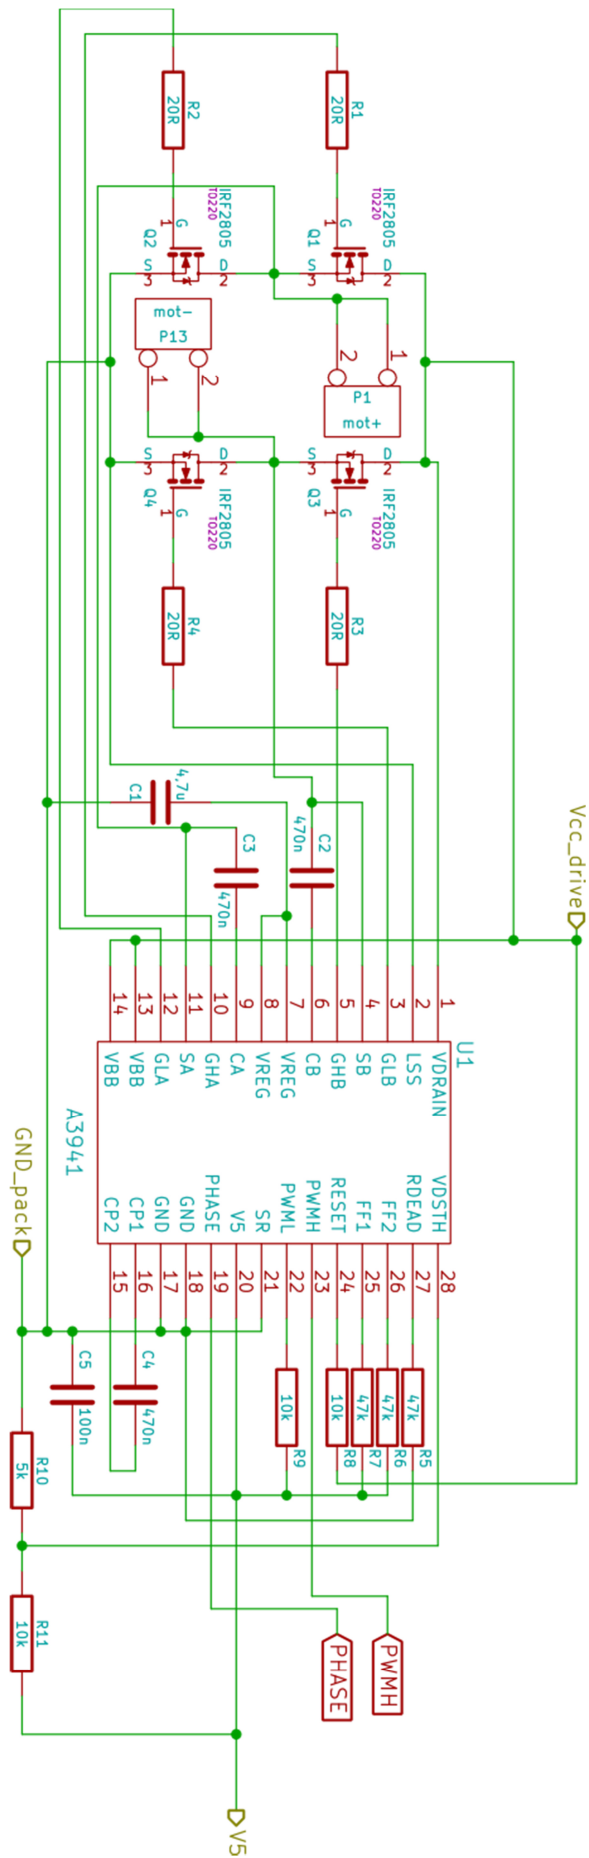 R2
20R
R1
20R
IRF2805
TO220
Q2
G
1
S
3
D
2
IRF2805
TO220
Q1
G
1
S
3
D
2
mot-
P13
1
2
2
1
P1
mot+
S
3
D
2
Q4
G
1
IRF2805
TO220
S
3
D
2
Q3
G
1
IRF2805
TO220
R4
20R
R3
20R
C1
4,7u
C3
470n
C2
470n
Vcc_drive
U1
A3941
14
13
12
11
10
9
8
7
6
5
4
3
2
1
VBB
VBB
GLA
SA
GHA
CA
VREG
VREG
CB
GHB
SB
GLB
LSS
VDRAIN
CP2
CP1
GND
GND
PHASE
V5
SR
PWML
PWMH
RESET
FF1
FF2
RDEAD
VDSTH
15
16
17
18
19
20
21
22
23
24
25
26
27
28
GND_pack
C5
100n
C4
470n
10k
R9
10k
R8
47k
R7
47k
R6
47k
R5
R10
5k
R11
10k
PHASE
PWMH
V5